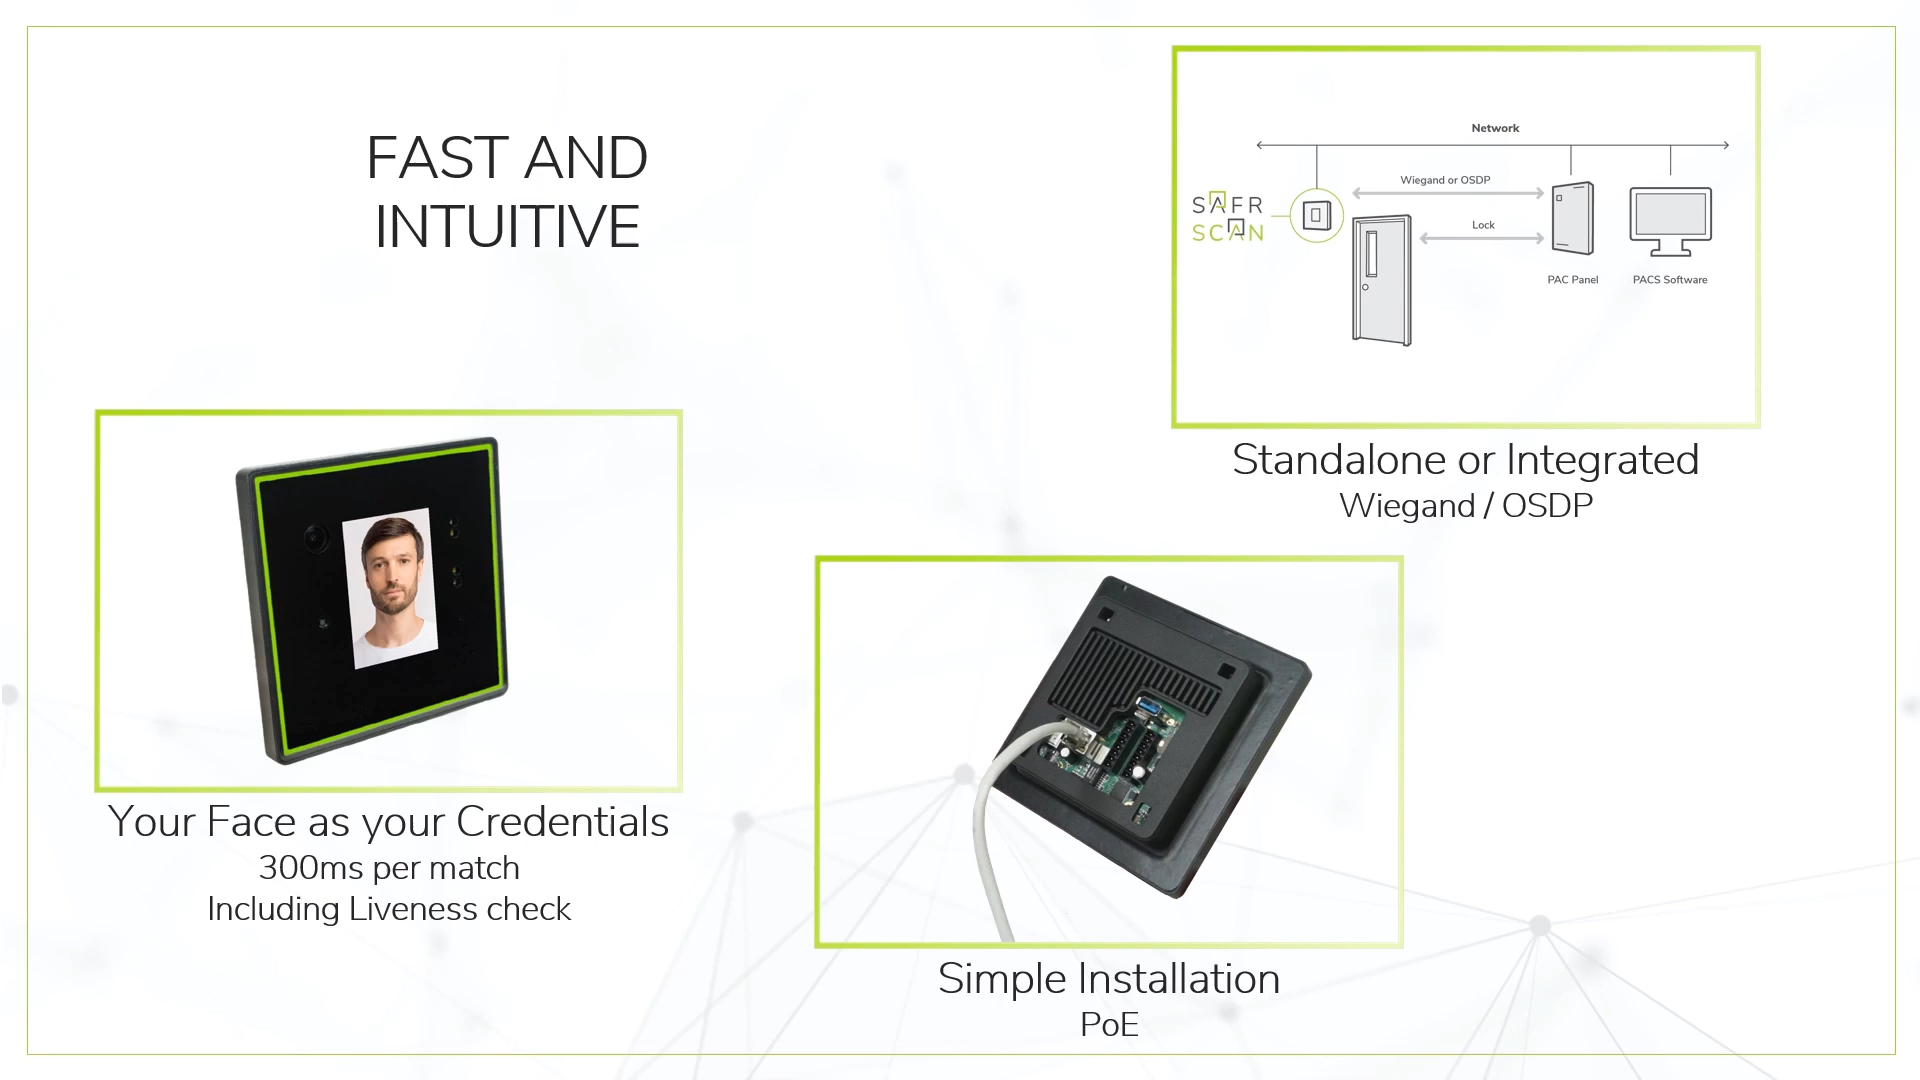 FAST AND
INTUITIVE
Network
Wiegand or OSDP
SAFR
SCAN
Lock
PAC Panel
PACS Software
Standalone or Integrated
Wiegand / OSDP
Your Face as your Credentials
300ms per match
Including Liveness check
Simple Installation
PoE